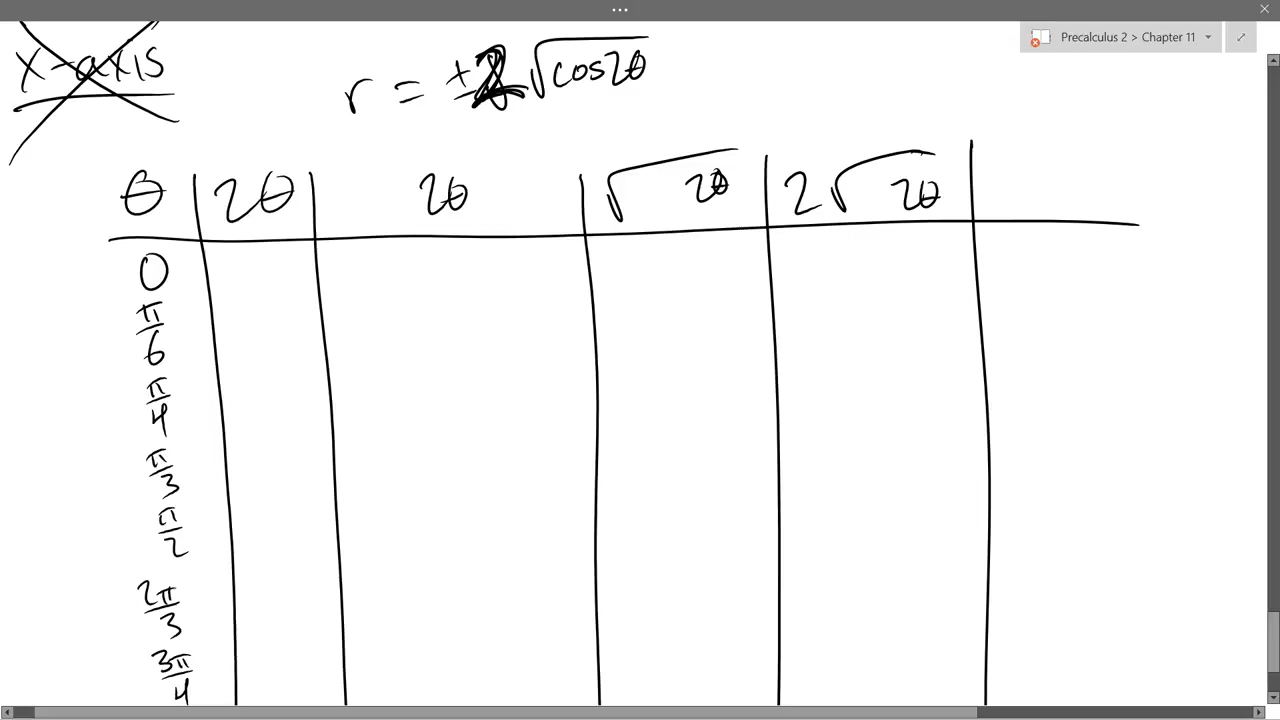 Precalculus 2 > Chapter 11
x-axis
r = ± √cos2θ
θ 2θ 2θ √ 2θ 2√ 2θ
0
π/6
π/4
π/3
π/2
2π/3
3π/4